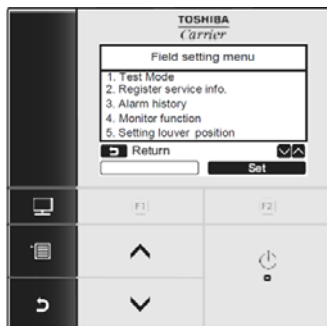 TOSHIBA
Carrier
Field setting menu
1. Test Mode
2. Register service info.
3. Alarm history
4. Monitor function
5. Setting louver position
Return
Set
F1
F2